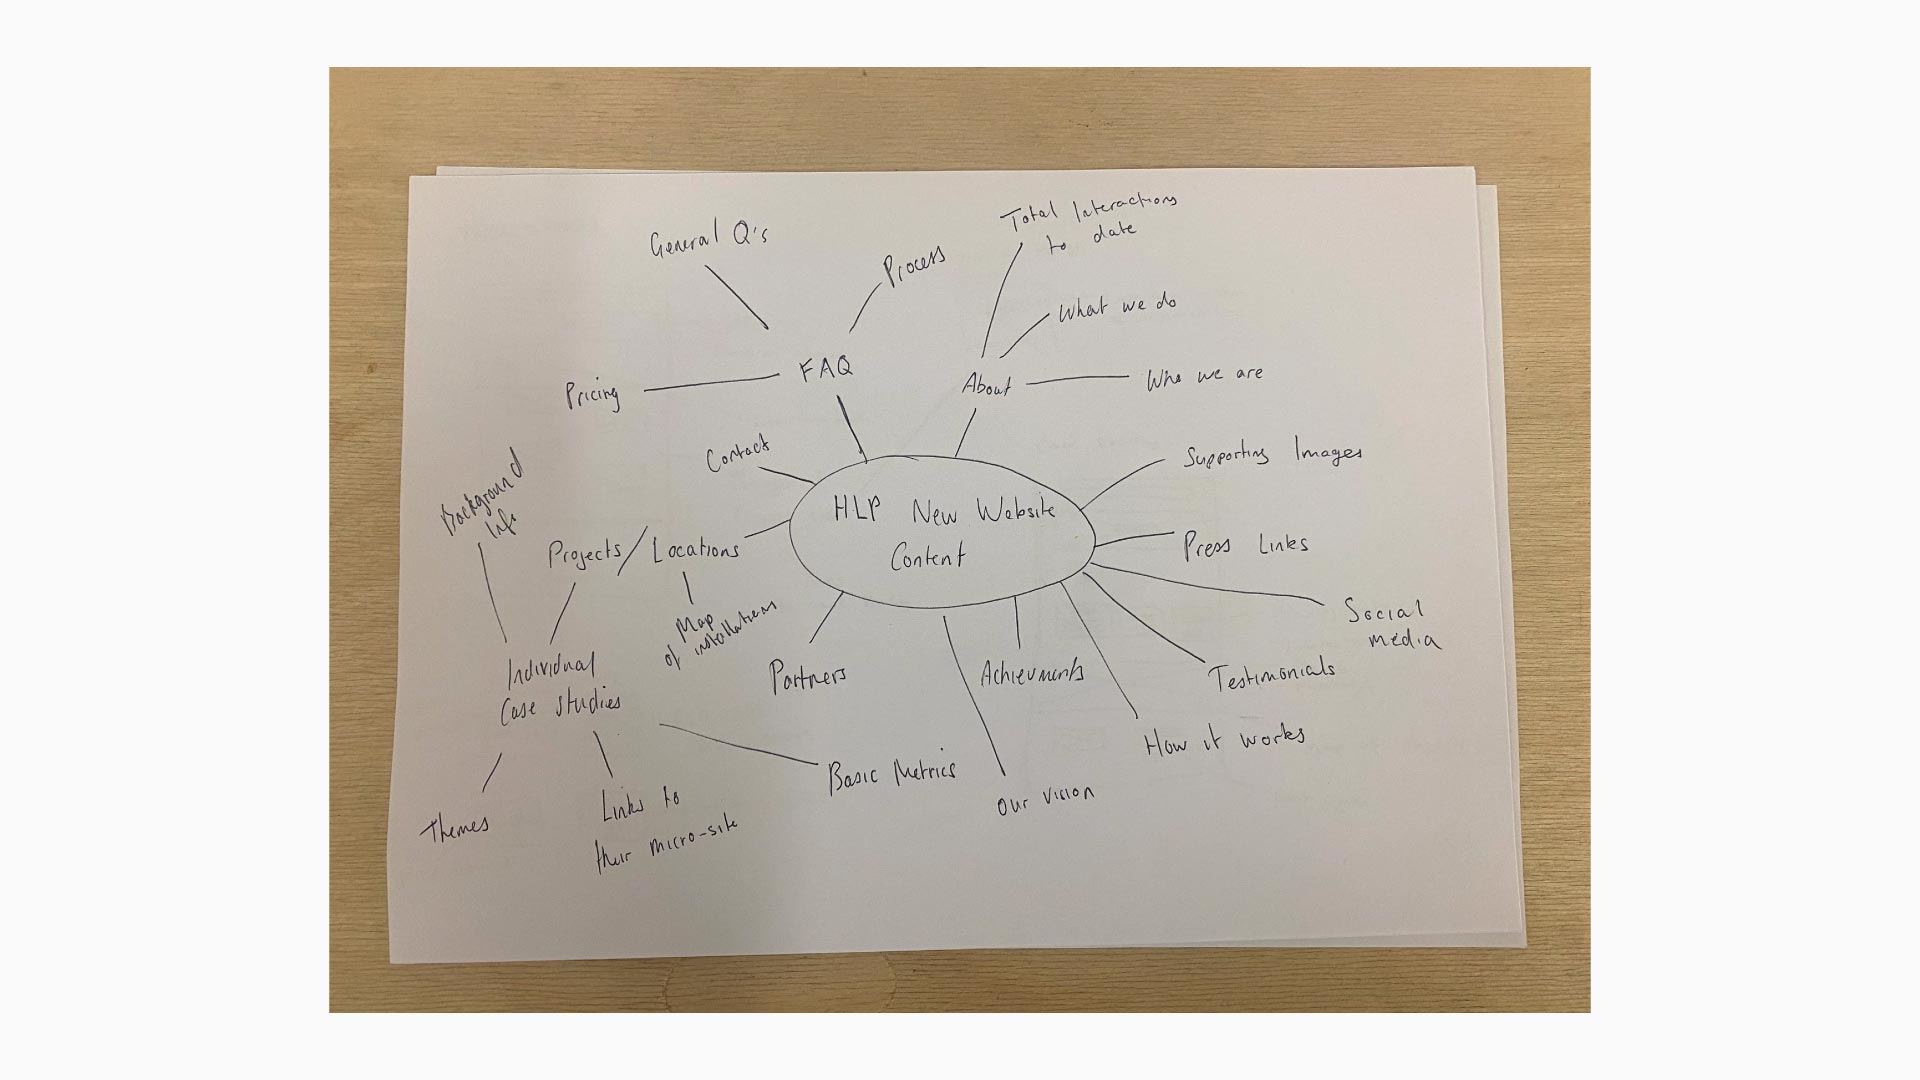 General Q's
Process
Total Interactions
to date
What we do
Pricing
FAQ
About
Who we are
Contact
Supporting Images
Background
Info
HLP New Website
Content
Projects/Locations
Press Links
Map
of installations
Social
media
Individual
Case studies
Partners
Achievments
Testimonials
How it works
Basic Metrics
Our vision
Themes
Links to
their micro-site